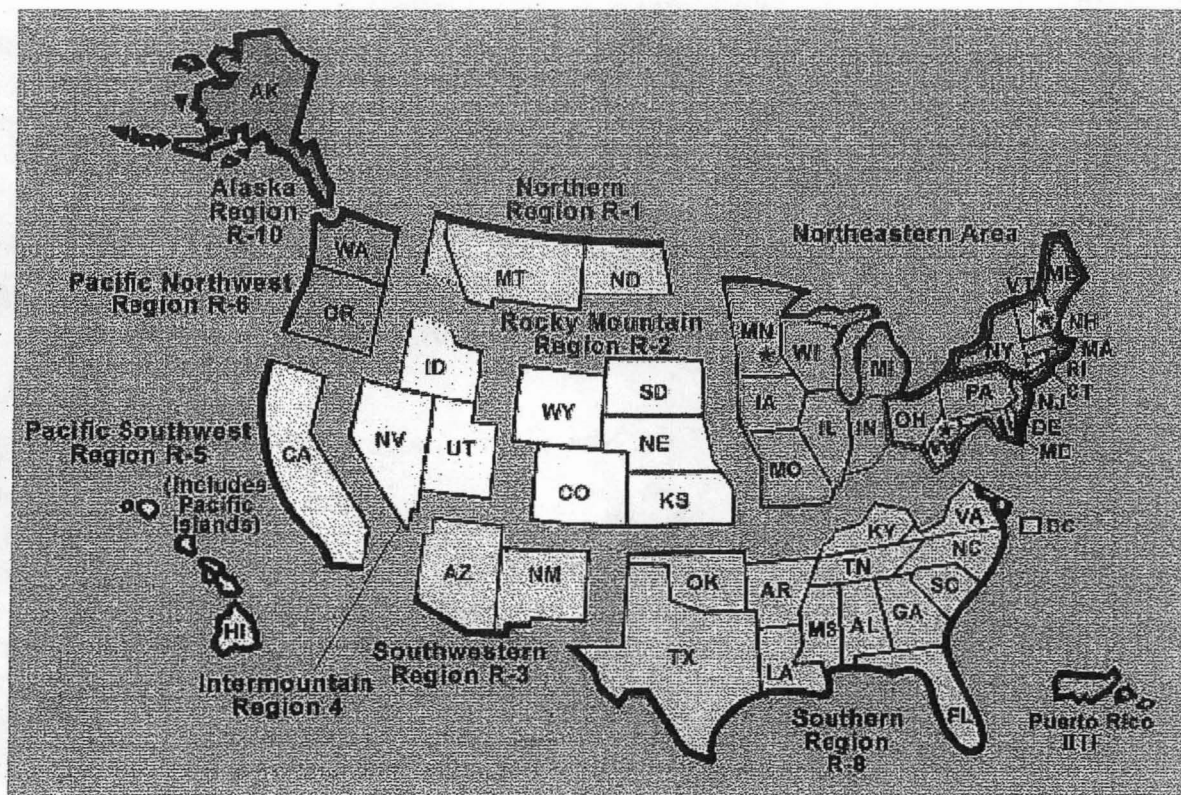 AK
Alaska
Region
R-10
Northern
Region R-1
Northeastern Area
WA
Pacific Northwest
Region R-6
OR
MT
ND
Rocky Mountain
Region R-2
ID
NV
UT
WY
SD
NE
CO
KS
MN
WI
MI
IA
IL
IN
OH
MO
ME
VT
NH
NY
MA
RI
CT
PA
NJ
DE
MD
WV
Pacific Southwest
Region R-5
(Includes
Pacific
Islands)
CA
HI
Intermountain
Region 4
AZ
NM
Southwestern
Region R-3
OK
TX
AR
LA
KY
VA
DC
TN
NC
SC
MS
AL
GA
FL
Southern
Region
R-8
Puerto Rico